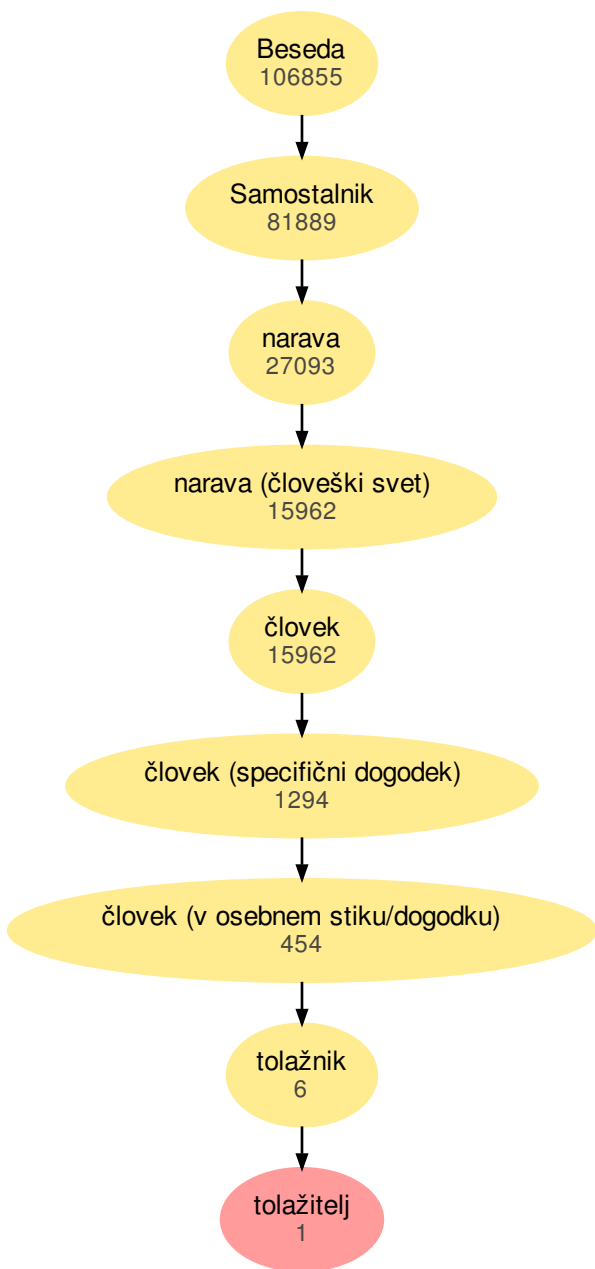 Beseda
106855
Samostalnik
81889
narava
27093
narava (človeški svet)
15962
človek
15962
človek (specifični dogodek)
1294
človek (v osebnem stiku/dogodku)
454
tolažnik
6
tolažitelj
1